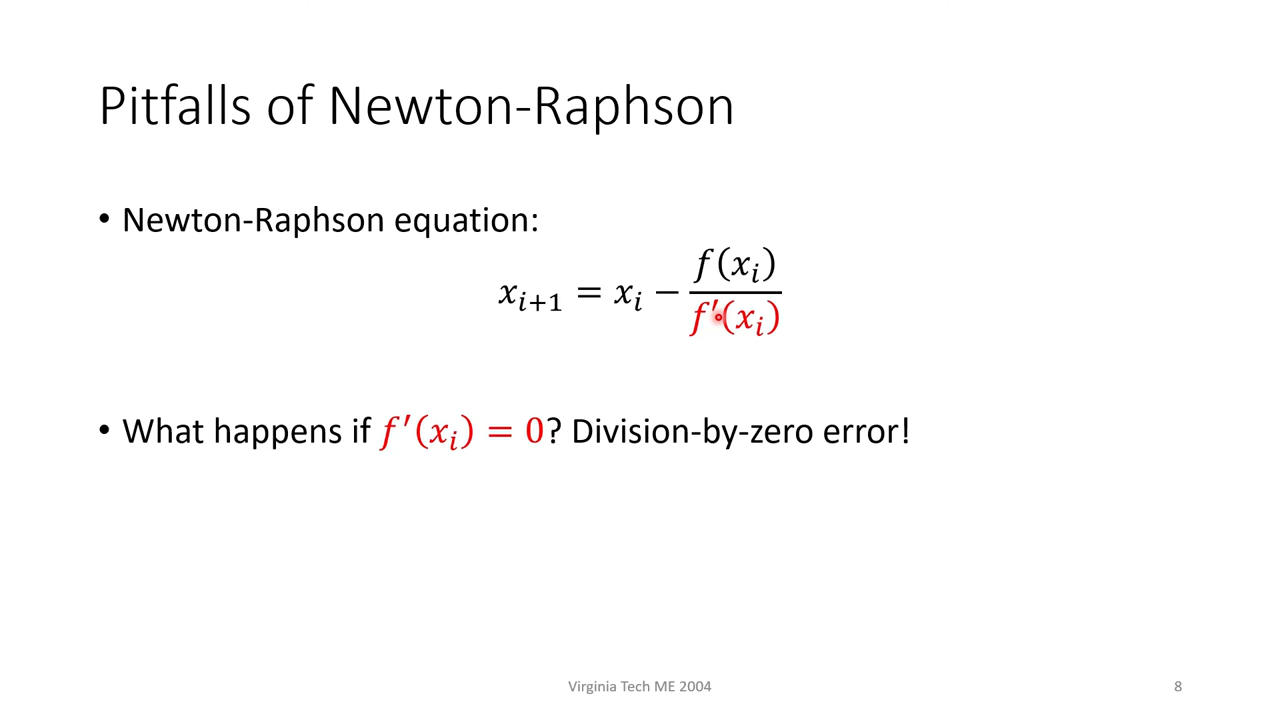 Pitfalls of Newton-Raphson
• Newton-Raphson equation:
$x_{i+1} = x_i - \frac{f(x_i)}{f'(x_i)}$
• What happens if $f'(x_i) = 0$? Division-by-zero error!
Virginia Tech ME 2004
8